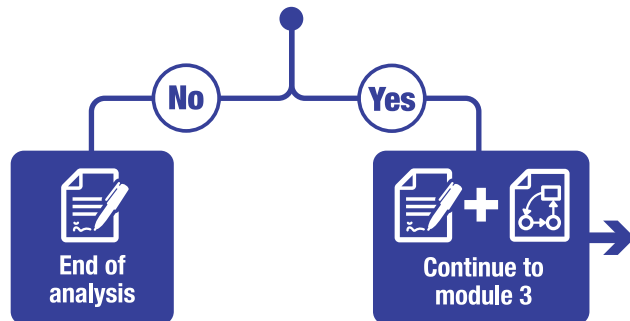 No
Yes
End of
analysis
Continue to
module 3